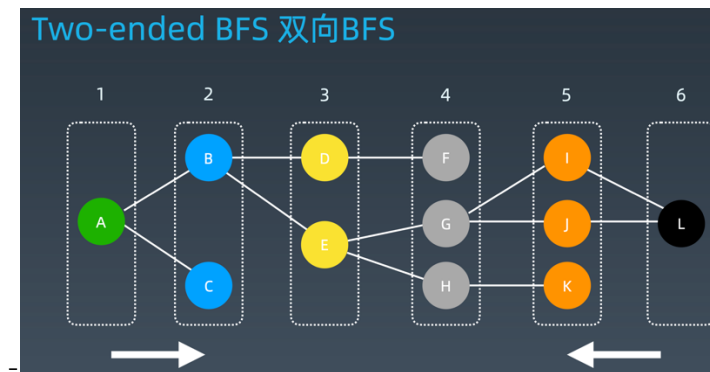 Two-ended BFS 双向BFS
1 2 3 4 5 6
B D F I
A G J L
E
C H K
-